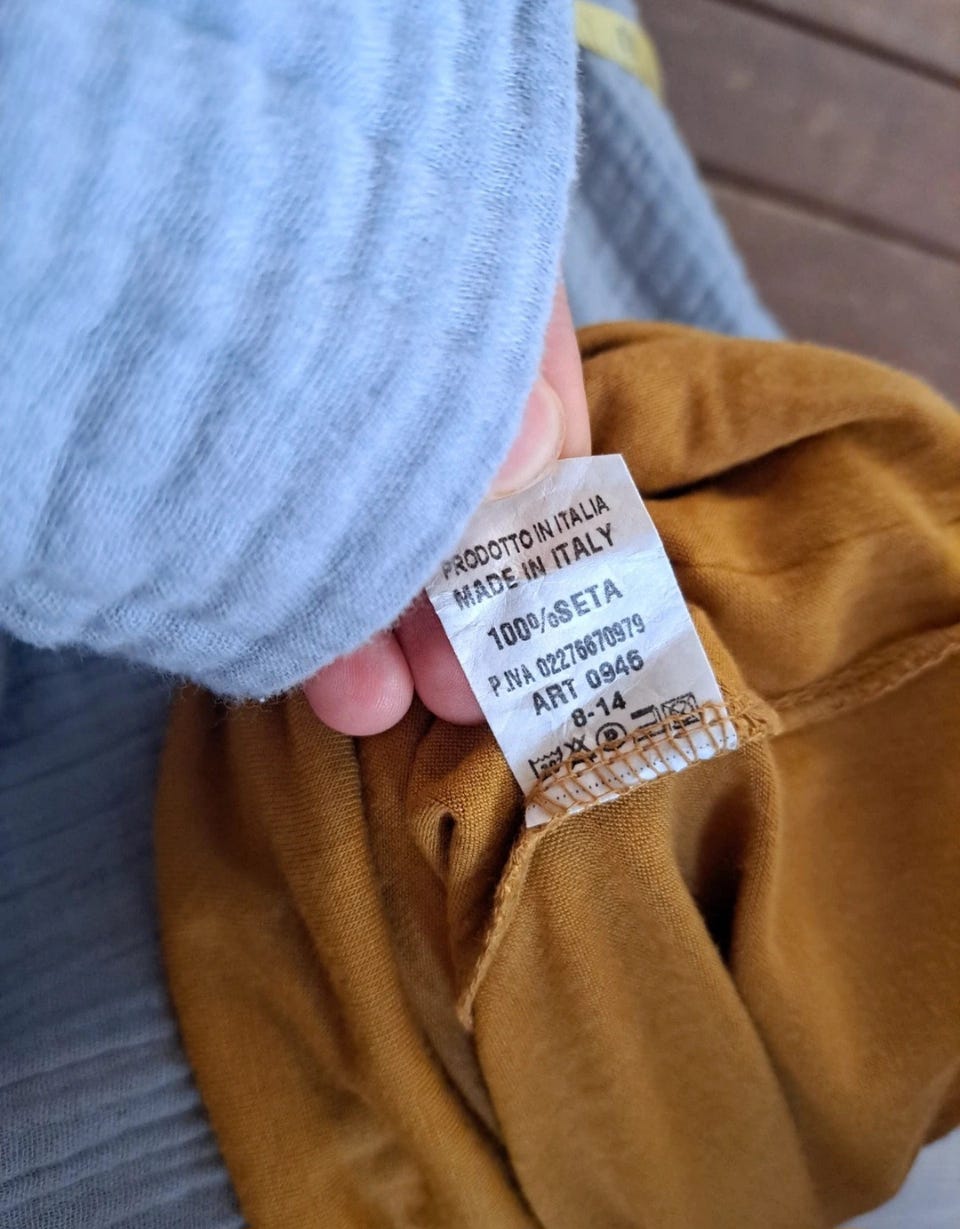 PRODOTTO IN ITALIA
MADE IN ITALY
100%SETA
P.IVA 02276670979
ART 0946
8-14